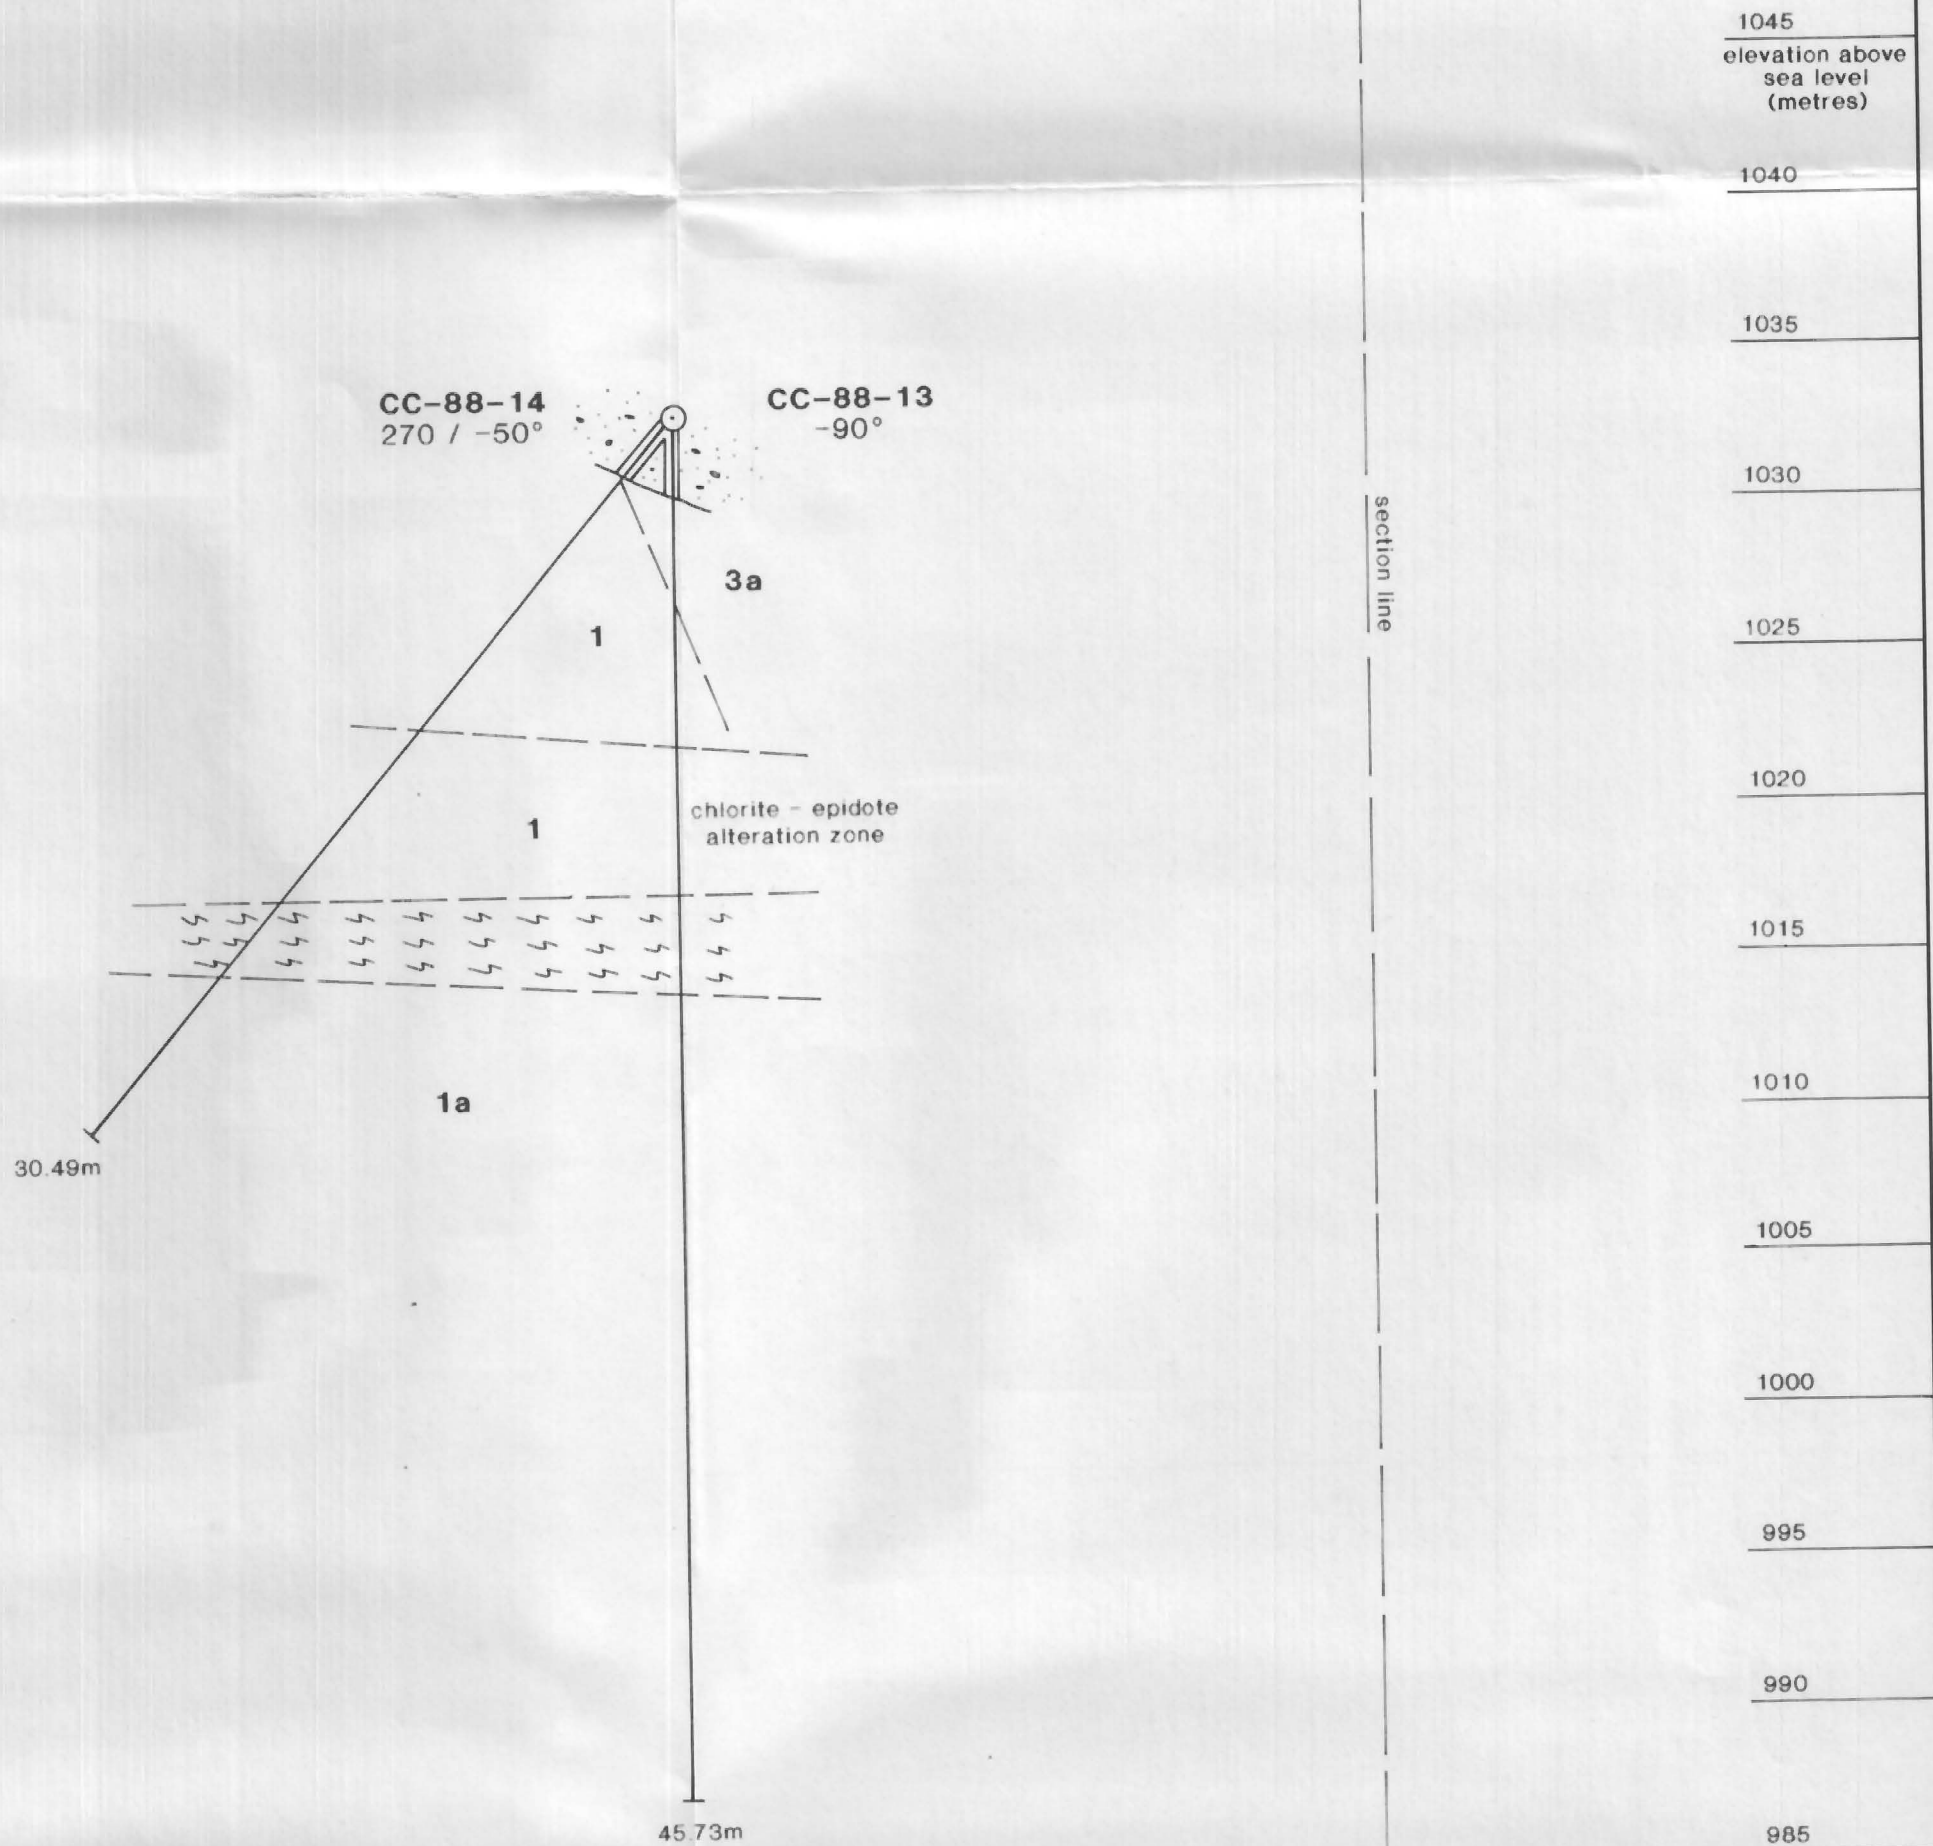 1045
elevation above
sea level
(metres)
1040
1035
CC-88-14
270 / -50°
CC-88-13
-90°
1030
section line
3a
1
1025
1020
chlorite - epidote
alteration zone
1
1015
1a
1010
30.49m
1005
1000
995
990
45.73m
985